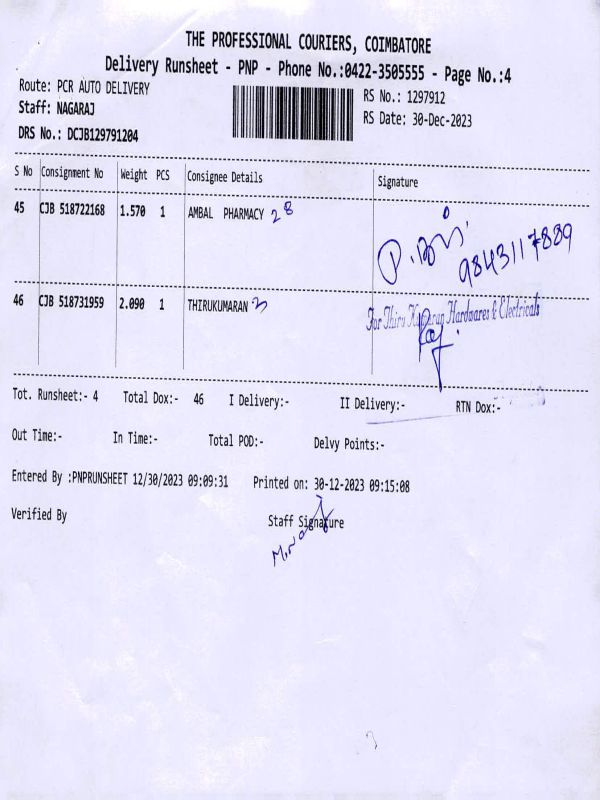 THE PROFESSIONAL COURIERS, COIMBATORE
Delivery Runsheet - PNP - Phone No.:0422-3505555 - Page No.:4
Route: PCR AUTO DELIVERY RS No.: 1297912
Staff: NAGARAJ RS Date: 30-Dec-2023
DRS No.: DCJB129791204
S No Consignment No Weight PCS Consignee Details Signature
45 CJB 518722168 1.570 1 AMBAL PHARMACY 28
9843117889
46 CJB 518731959 2.090 1 THIRUKUMARAN
For Thiru Kumaran Hardwares & Electricals
Tot. Runsheet:- 4 Total Dox:- 46 I Delivery:- II Delivery:- RTN Dox:-
Out Time:- In Time:- Total POD:- Delvy Points:-
Entered By :PNPRUNSHEET 12/30/2023 09:09:31 Printed on: 30-12-2023 09:15:08
Verified By Staff Signature